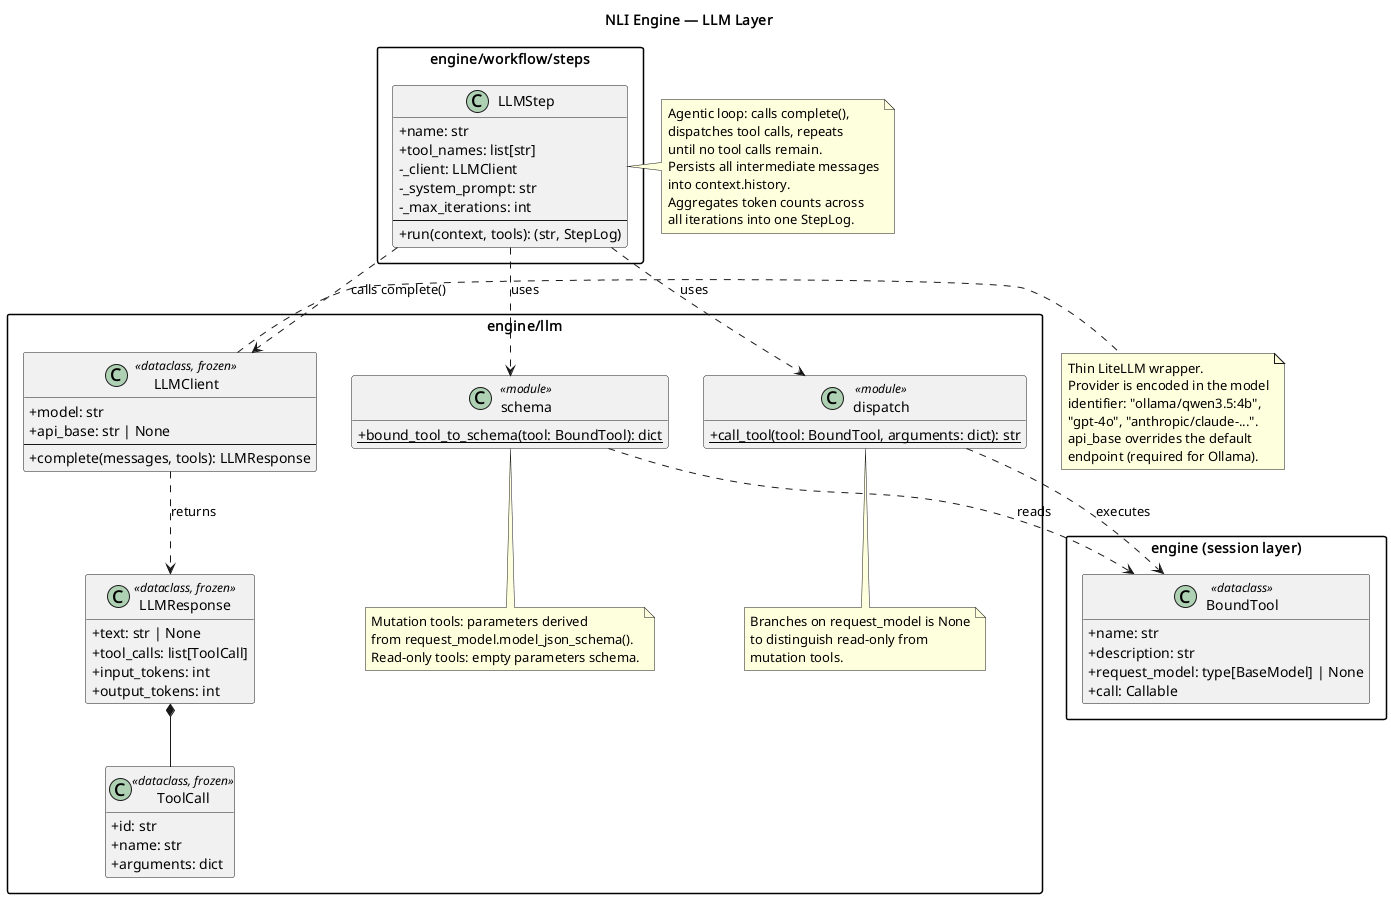 NLI Engine — LLM Layer
engine/workflow/steps
C LLMStep
+name: str
+tool_names: list[str]
-_client: LLMClient
-_system_prompt: str
-_max_iterations: int
+run(context, tools): (str, StepLog)
Agentic loop: calls complete(),
dispatches tool calls, repeats
until no tool calls remain.
Persists all intermediate messages
into context.history.
Aggregates token counts across
all iterations into one StepLog.
calls complete()
uses
uses
engine/llm
C «dataclass, frozen»
LLMClient
+model: str
+api_base: str | None
+complete(messages, tools): LLMResponse
C «module»
schema
+bound_tool_to_schema(tool: BoundTool): dict
C «module»
dispatch
+call_tool(tool: BoundTool, arguments: dict): str
Thin LiteLLM wrapper.
Provider is encoded in the model
identifier: "ollama/qwen3.5:4b",
"gpt-4o", "anthropic/claude-...".
api_base overrides the default
endpoint (required for Ollama).
returns
reads
executes
engine (session layer)
C «dataclass»
BoundTool
+name: str
+description: str
+request_model: type[BaseModel] | None
+call: Callable
C «dataclass, frozen»
LLMResponse
+text: str | None
+tool_calls: list[ToolCall]
+input_tokens: int
+output_tokens: int
Mutation tools: parameters derived
from request_model.model_json_schema().
Read-only tools: empty parameters schema.
Branches on request_model is None
to distinguish read-only from
mutation tools.
C «dataclass, frozen»
ToolCall
+id: str
+name: str
+arguments: dict